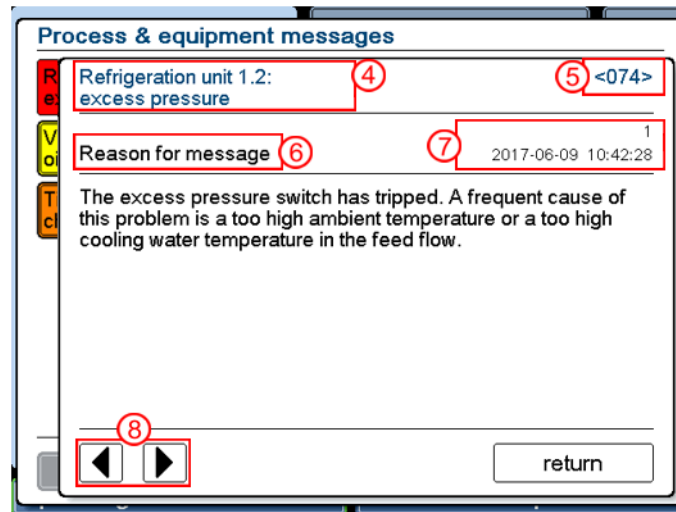 Process & equipment messages
R
e
Refrigeration unit 1.2:
excess pressure
4
5
<074>
V
oi
Reason for message
6
7
1
2017-06-09 10:42:28
T
cl
The excess pressure switch has tripped. A frequent cause of
this problem is a too high ambient temperature or a too high
cooling water temperature in the feed flow.
8
return